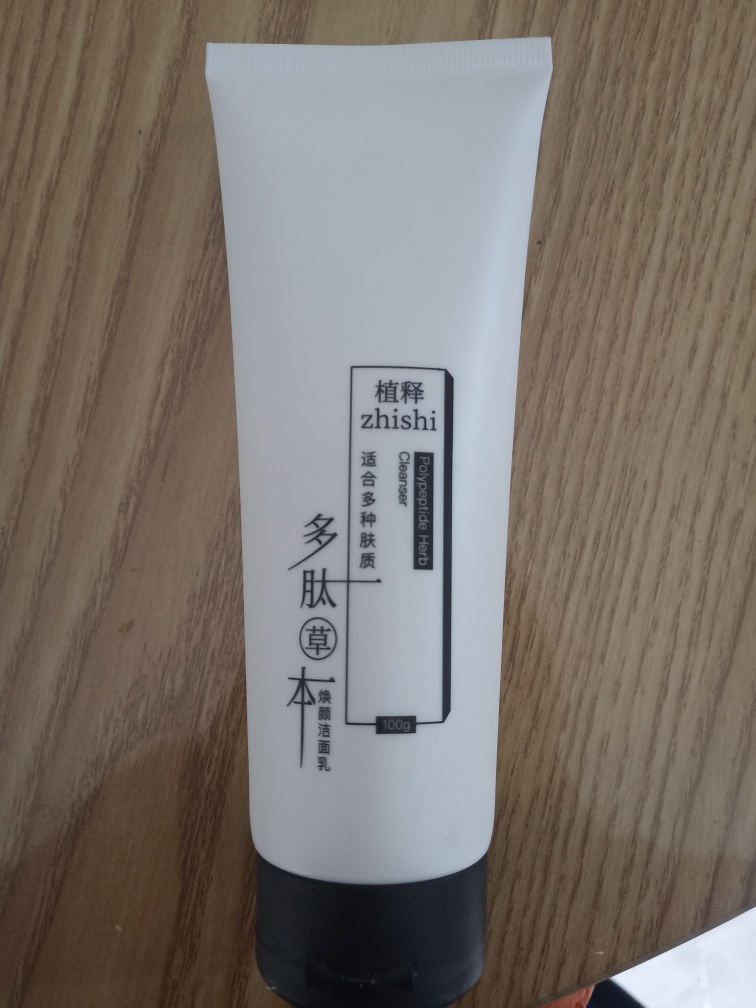 植释
zhishi
Polypeptide Herb
Cleanser
适合多种肤质
多肽草本
焕颜洁面乳
100g